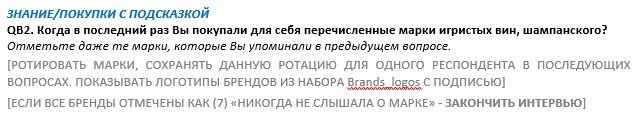 ЗНАНИЕ/ПОКУПКИ С ПОДСКАЗКОЙ
QB2. Когда в последний раз Вы покупали для себя перечисленные марки игристых вин, шампанского?
Отметьте даже те марки, которые Вы упоминали в предыдущем вопросе.
[РОТИРОВАТЬ МАРКИ, СОХРАНЯТЬ ДАННУЮ РОТАЦИЮ ДЛЯ ОДНОГО РЕСПОНДЕНТА В ПОСЛЕДУЮЩИХ
ВОПРОСАХ. ПОКАЗЫВАТЬ ЛОГОТИПЫ БРЕНДОВ ИЗ НАБОРА Brands_logos С ПОДПИСЬЮ]
[ЕСЛИ ВСЕ БРЕНДЫ ОТМЕЧЕНЫ КАК (7) «НИКОГДА НЕ СЛЫШАЛА О МАРКЕ» - ЗАКОНЧИТЬ ИНТЕРВЬЮ]